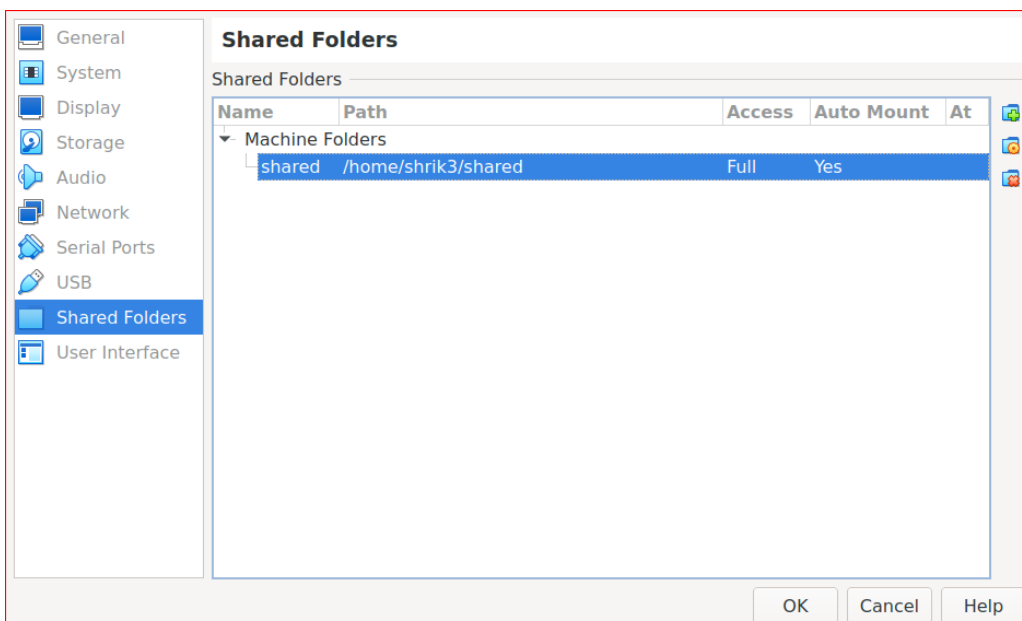 General
System
Display
Storage
Audio
Network
Serial Ports
USB
Shared Folders
User Interface
Shared Folders
Shared Folders
Name Path Access Auto Mount At
Machine Folders
shared /home/shrik3/shared Full Yes
OK Cancel Help